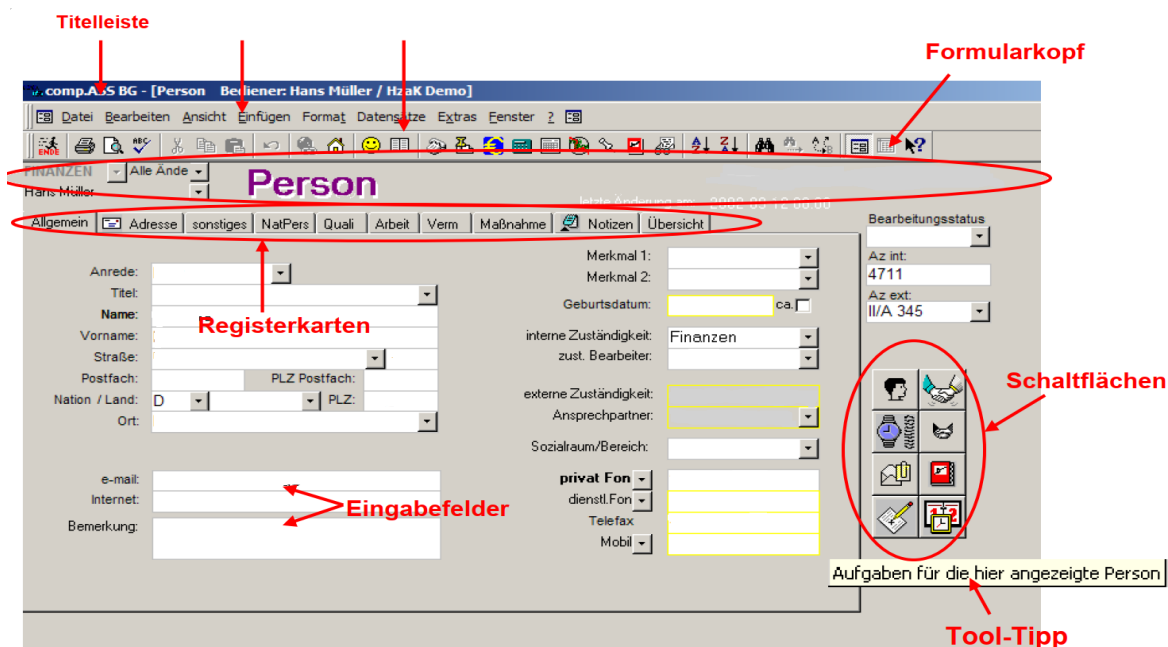 Titelleiste
Formularkopf
comp.ASS BG - [Person Bediener: Hans Müller / HzaK Demo]
Datei Bearbeiten Ansicht Einfügen Format Datensätze Extras Fenster ?
ENDE ABC
FINANZEN Alle Ände
Hans Müller
Person
letzte Änderung am:
Allgemein Adresse sonstiges NatPers Quali Arbeit Verm Maßnahme Notizen Übersicht
Bearbeitungsstatus
Merkmal 1:
Az int:
Anrede:
Merkmal 2:
4711
Titel:
Geburtsdatum: ca.
Az ext:
Name:
II/A 345
Registerkarten
Vorname:
interne Zuständigkeit: Finanzen
Straße:
zust. Bearbeiter:
Postfach: PLZ Postfach:
Schaltflächen
Nation / Land: D PLZ:
externe Zuständigkeit:
Ort:
Ansprechpartner:
Sozialraum/Bereich:
e-mail:
privat Fon
Internet:
dienstl.Fon
Eingabefelder
Bemerkung:
Telefax
Mobil
Aufgaben für die hier angezeigte Person
Tool-Tipp